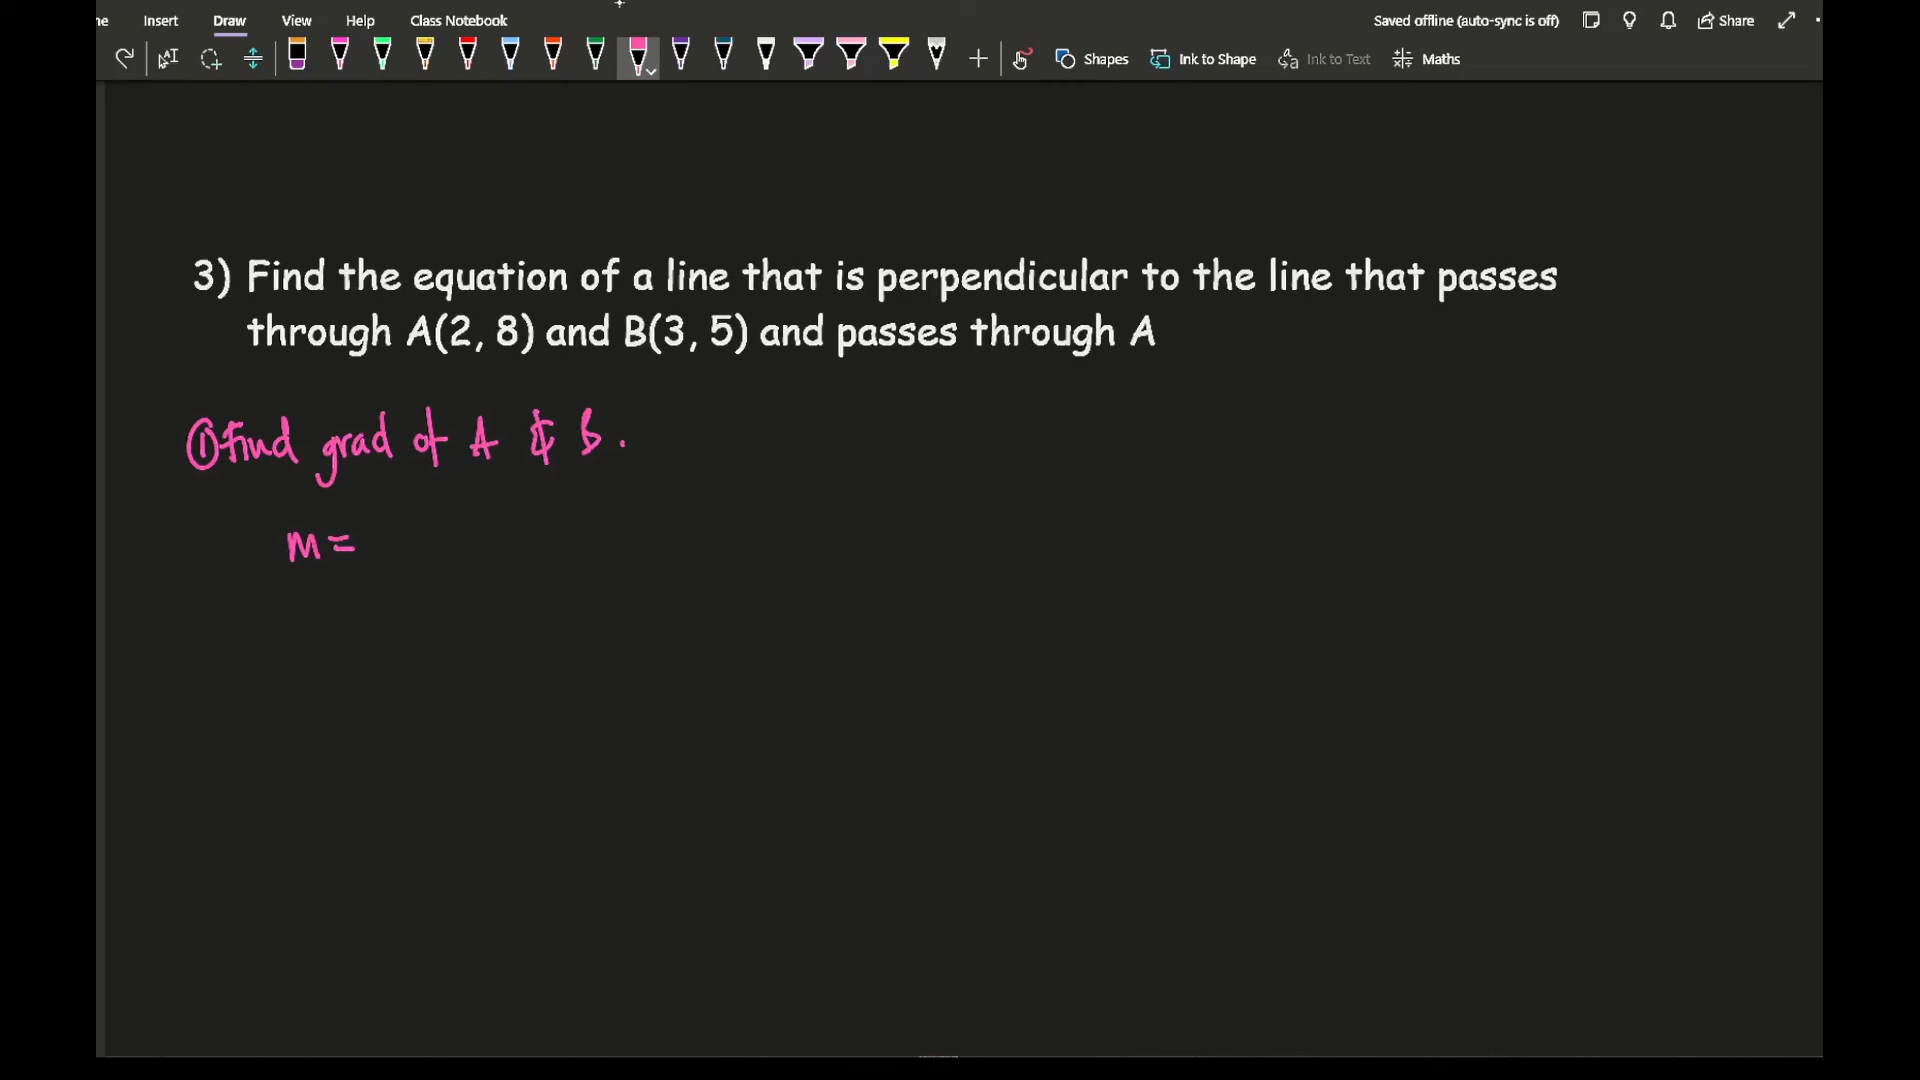 Insert Draw View Help Class Notebook Saved offline (auto-sync is off) Share
Shapes Ink to Shape Ink to Text Maths
3) Find the equation of a line that is perpendicular to the line that passes
through A(2, 8) and B(3, 5) and passes through A
① Find grad of A & B.
m =